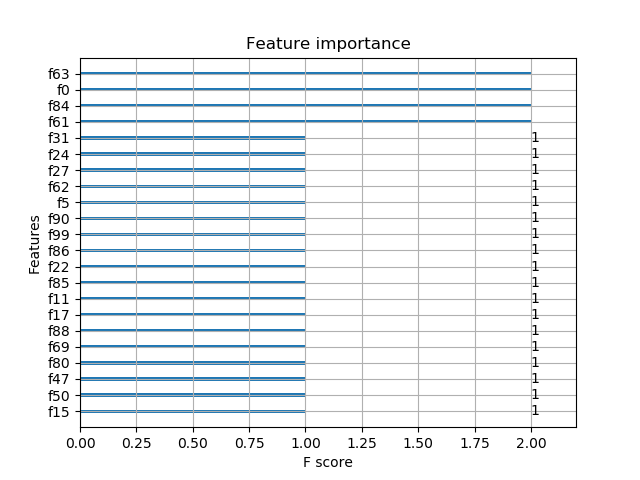 Feature importance
f63
f0
f84
f61
f31 1
f24 1
f27 1
f62 1
f5 1
f90 1
f99 1
f86 1
f22 1
f85 1
f11 1
f17 1
f88 1
f69 1
f80 1
f47 1
f50 1
f15 1
Features
0.00 0.25 0.50 0.75 1.00 1.25 1.50 1.75 2.00
F score